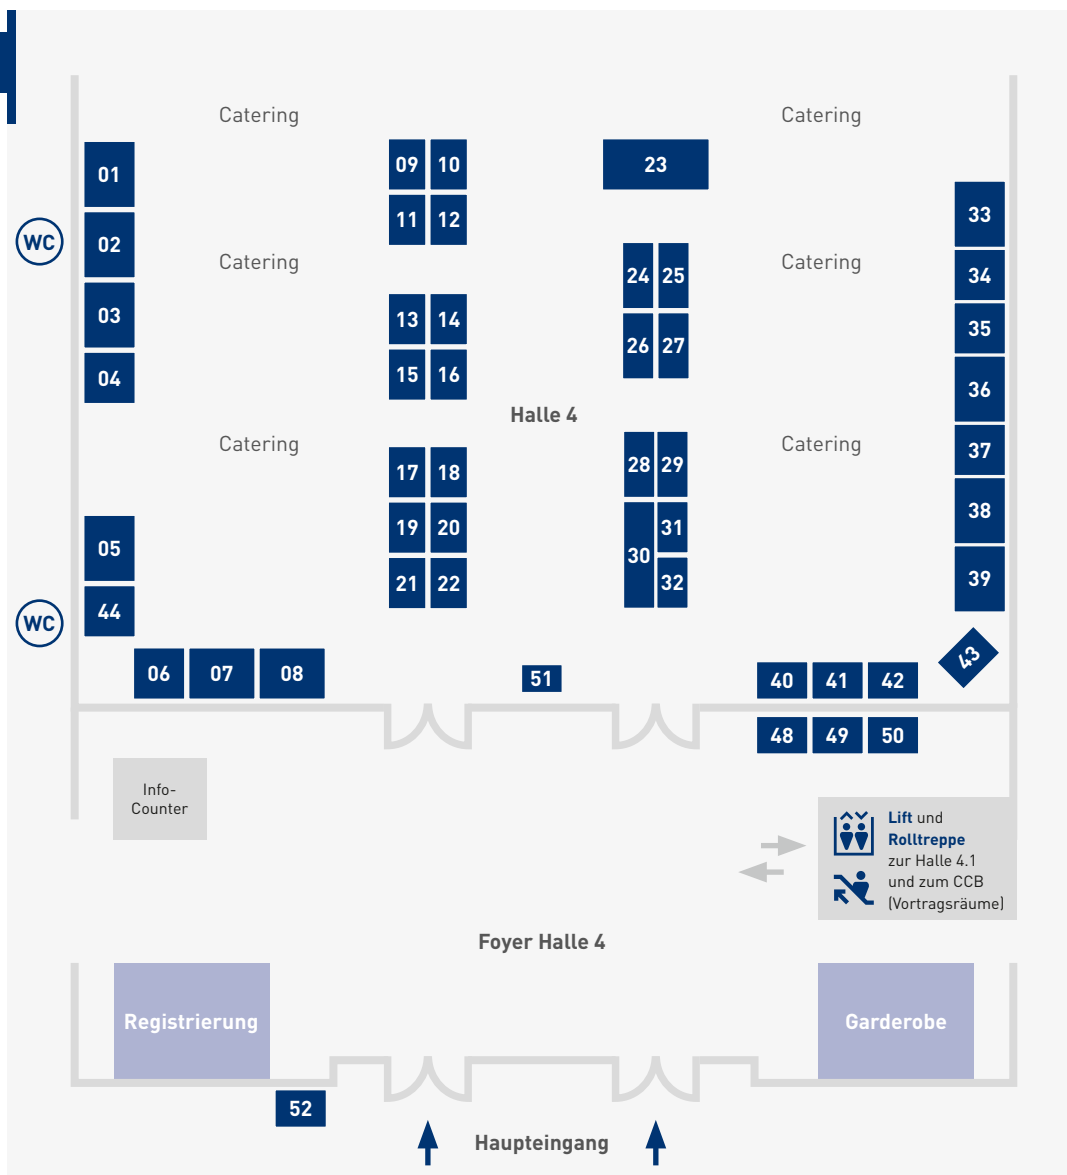 Catering
Catering
01
09
10
23
33
11
12
WC
02
Catering
Catering
24
25
34
03
13
14
35
26
27
04
15
16
36
Halle 4
Catering
Catering
17
18
28
29
37
38
05
19
20
31
30
21
22
32
39
44
WC
43
06
07
08
51
40
41
42
48
49
50
Info-
Counter
Lift und
Rolltreppe
zur Halle 4.1
und zum CCB
(Vortragsräume)
Foyer Halle 4
Registrierung
Garderobe
52
Haupteingang